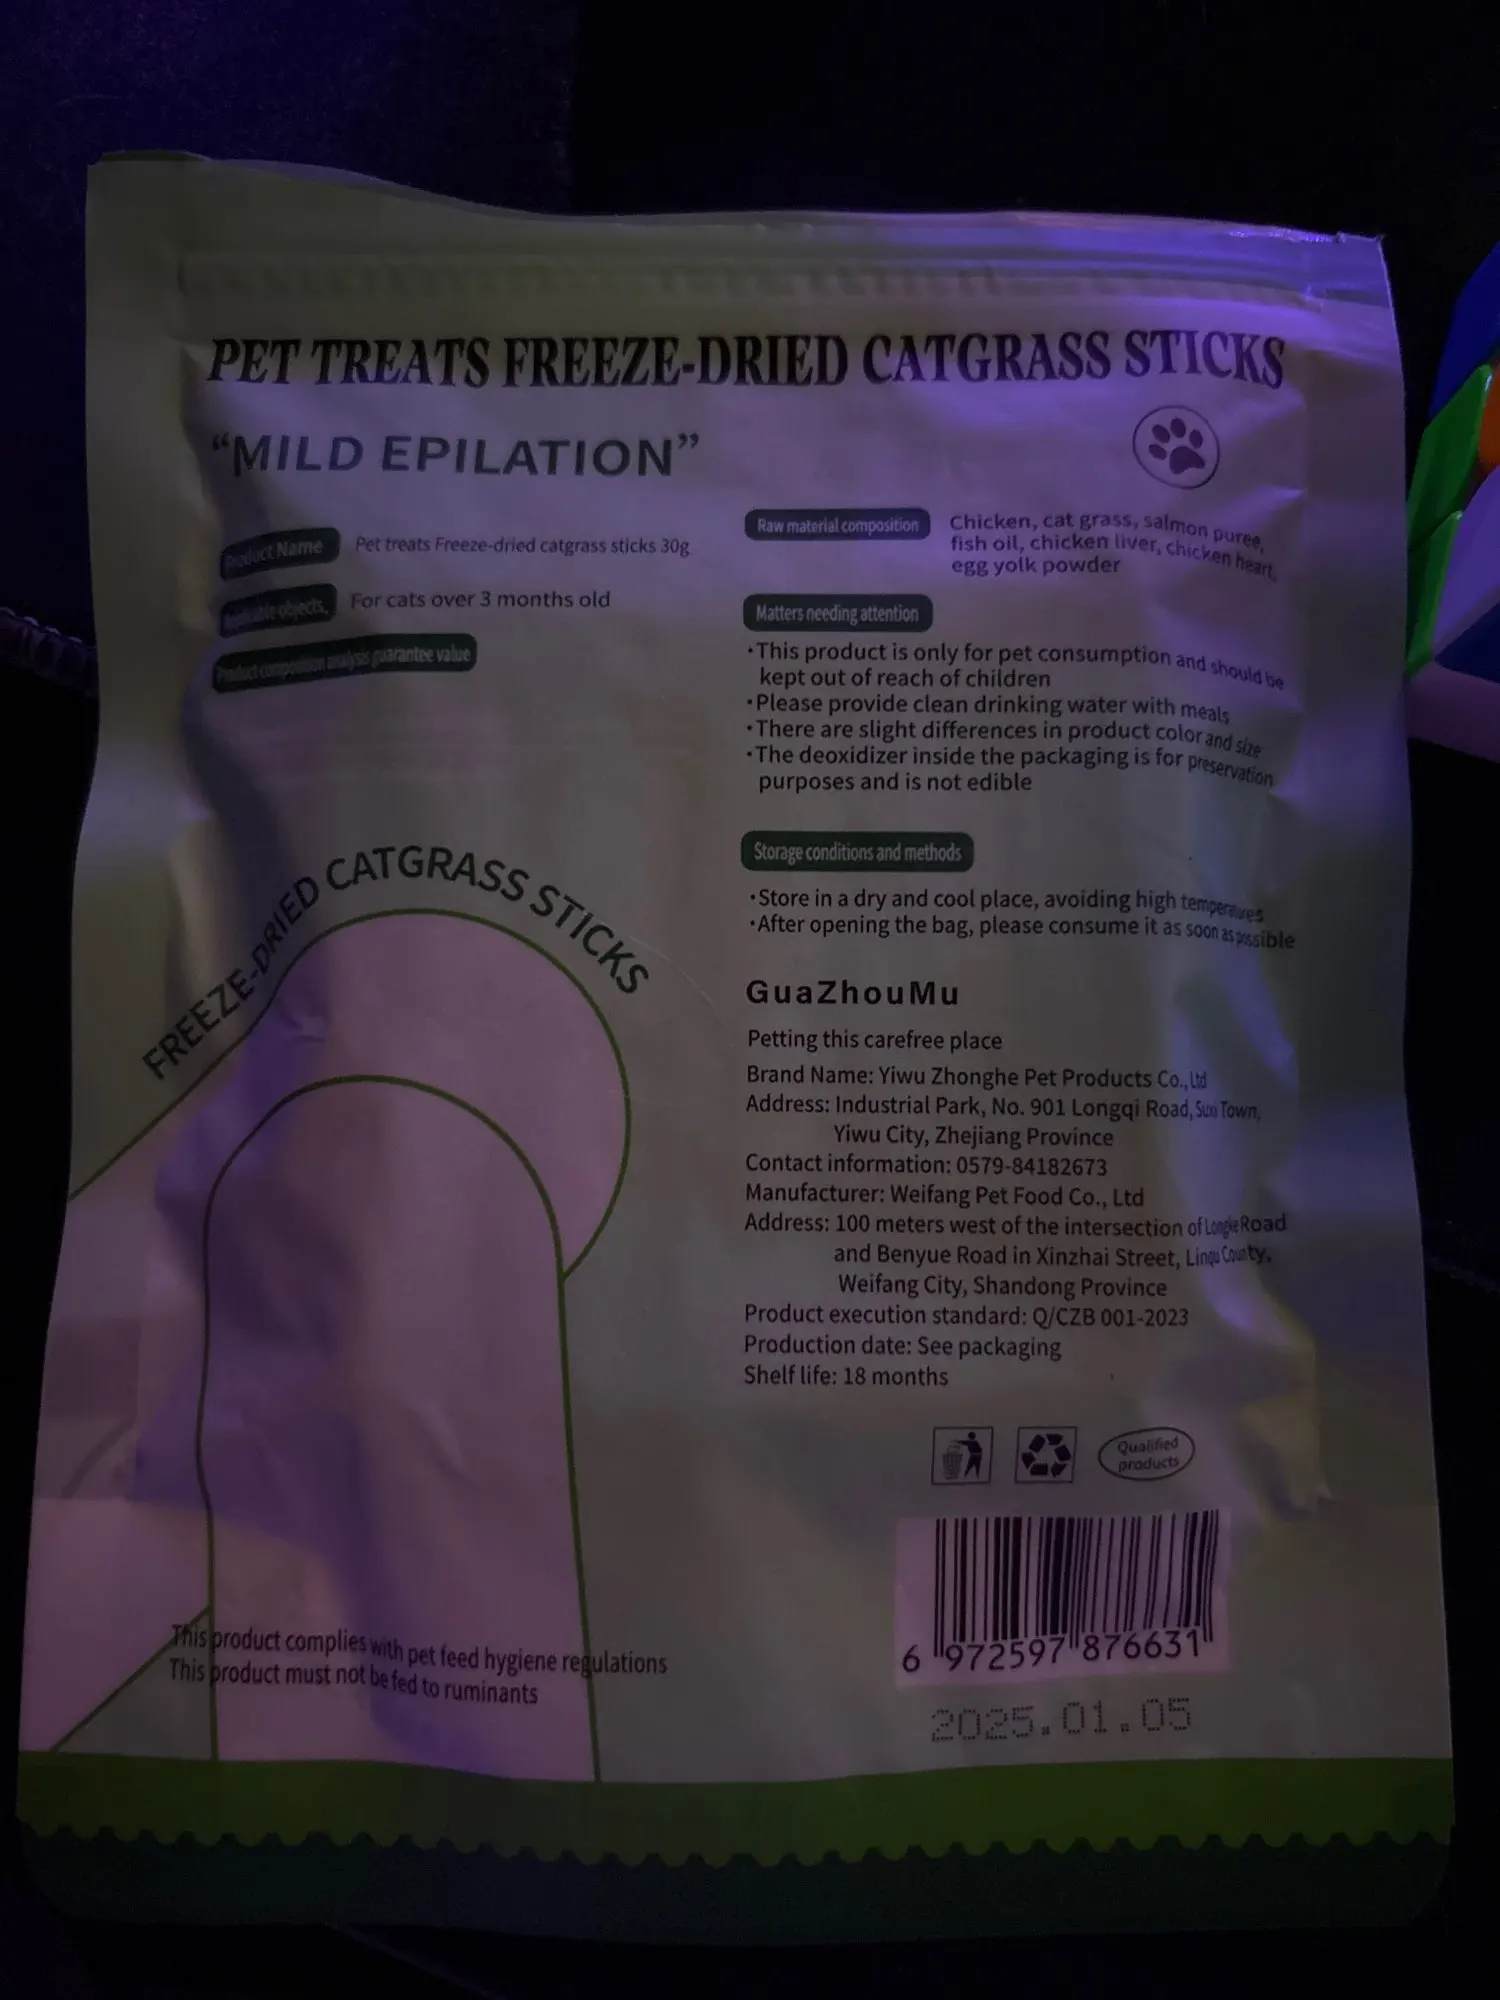 PET TREATS FREEZE-DRIED CATGRASS STICKS
“MILD EPILATION”
Product Name
Pet treats Freeze-dried catgrass sticks 30g
objects.
For cats over 3 months old
Product composition analysis guarantee value
Raw material composition
Chicken, cat grass, salmon puree,
fish oil, chicken liver, chicken heart,
egg yolk powder
Matters needing attention
·This product is only for pet consumption and should be
kept out of reach of children
·Please provide clean drinking water with meals
·There are slight differences in product color and size
·The deoxidizer inside the packaging is for preservation
purposes and is not edible
Storage conditions and methods
·Store in a dry and cool place, avoiding high temperatures
·After opening the bag, please consume it as soon as possible
FREEZE-DRIED CATGRASS STICKS
GuaZhouMu
Petting this carefree place
Brand Name: Yiwu Zhonghe Pet Products Co., Ltd
Address: Industrial Park, No. 901 Longqi Road, Suxi Town,
Yiwu City, Zhejiang Province
Contact information: 0579-84182673
Manufacturer: Weifang Pet Food Co., Ltd
Address: 100 meters west of the intersection of Road
and Benyue Road in Xinzhai Street, Linqu County,
Weifang City, Shandong Province
Product execution standard: Q/CZB 001-2023
Production date: See packaging
Shelf life: 18 months
Qualified
products
6 972597 876631
2025.01.05
This product complies with pet feed hygiene regulations
This product must not be fed to ruminants